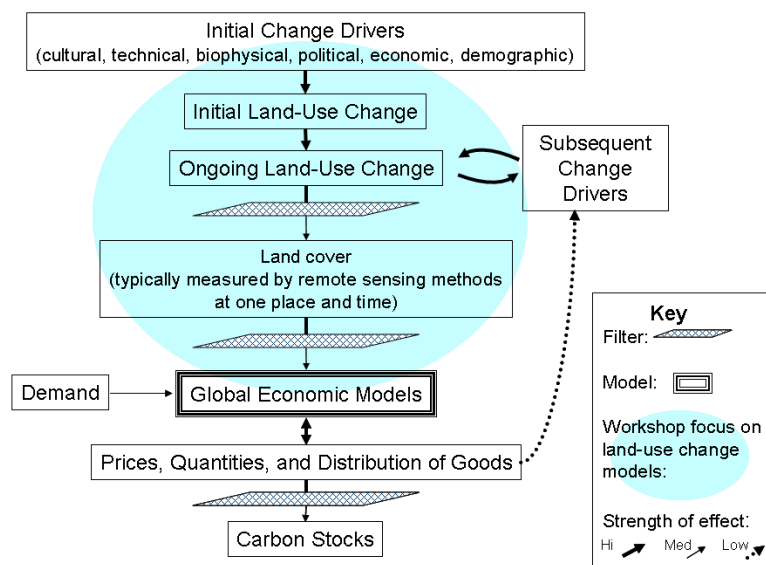 Initial Change Drivers
(cultural, technical, biophysical, political, economic, demographic)
Initial Land-Use Change
Ongoing Land-Use Change
Subsequent
Change
Drivers
Land cover
(typically measured by remote sensing methods
at one place and time)
Demand
Global Economic Models
Prices, Quantities, and Distribution of Goods
Carbon Stocks
Key
Filter:
Model:
Workshop focus on
land-use change
models:
Strength of effect:
Hi Med Low